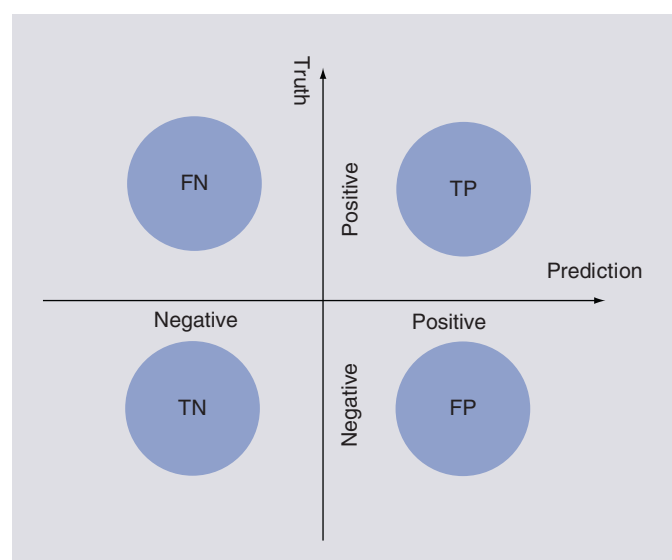 Truth
FN
Positive
TP
Prediction
Negative
Positive
TN
Negative
FP